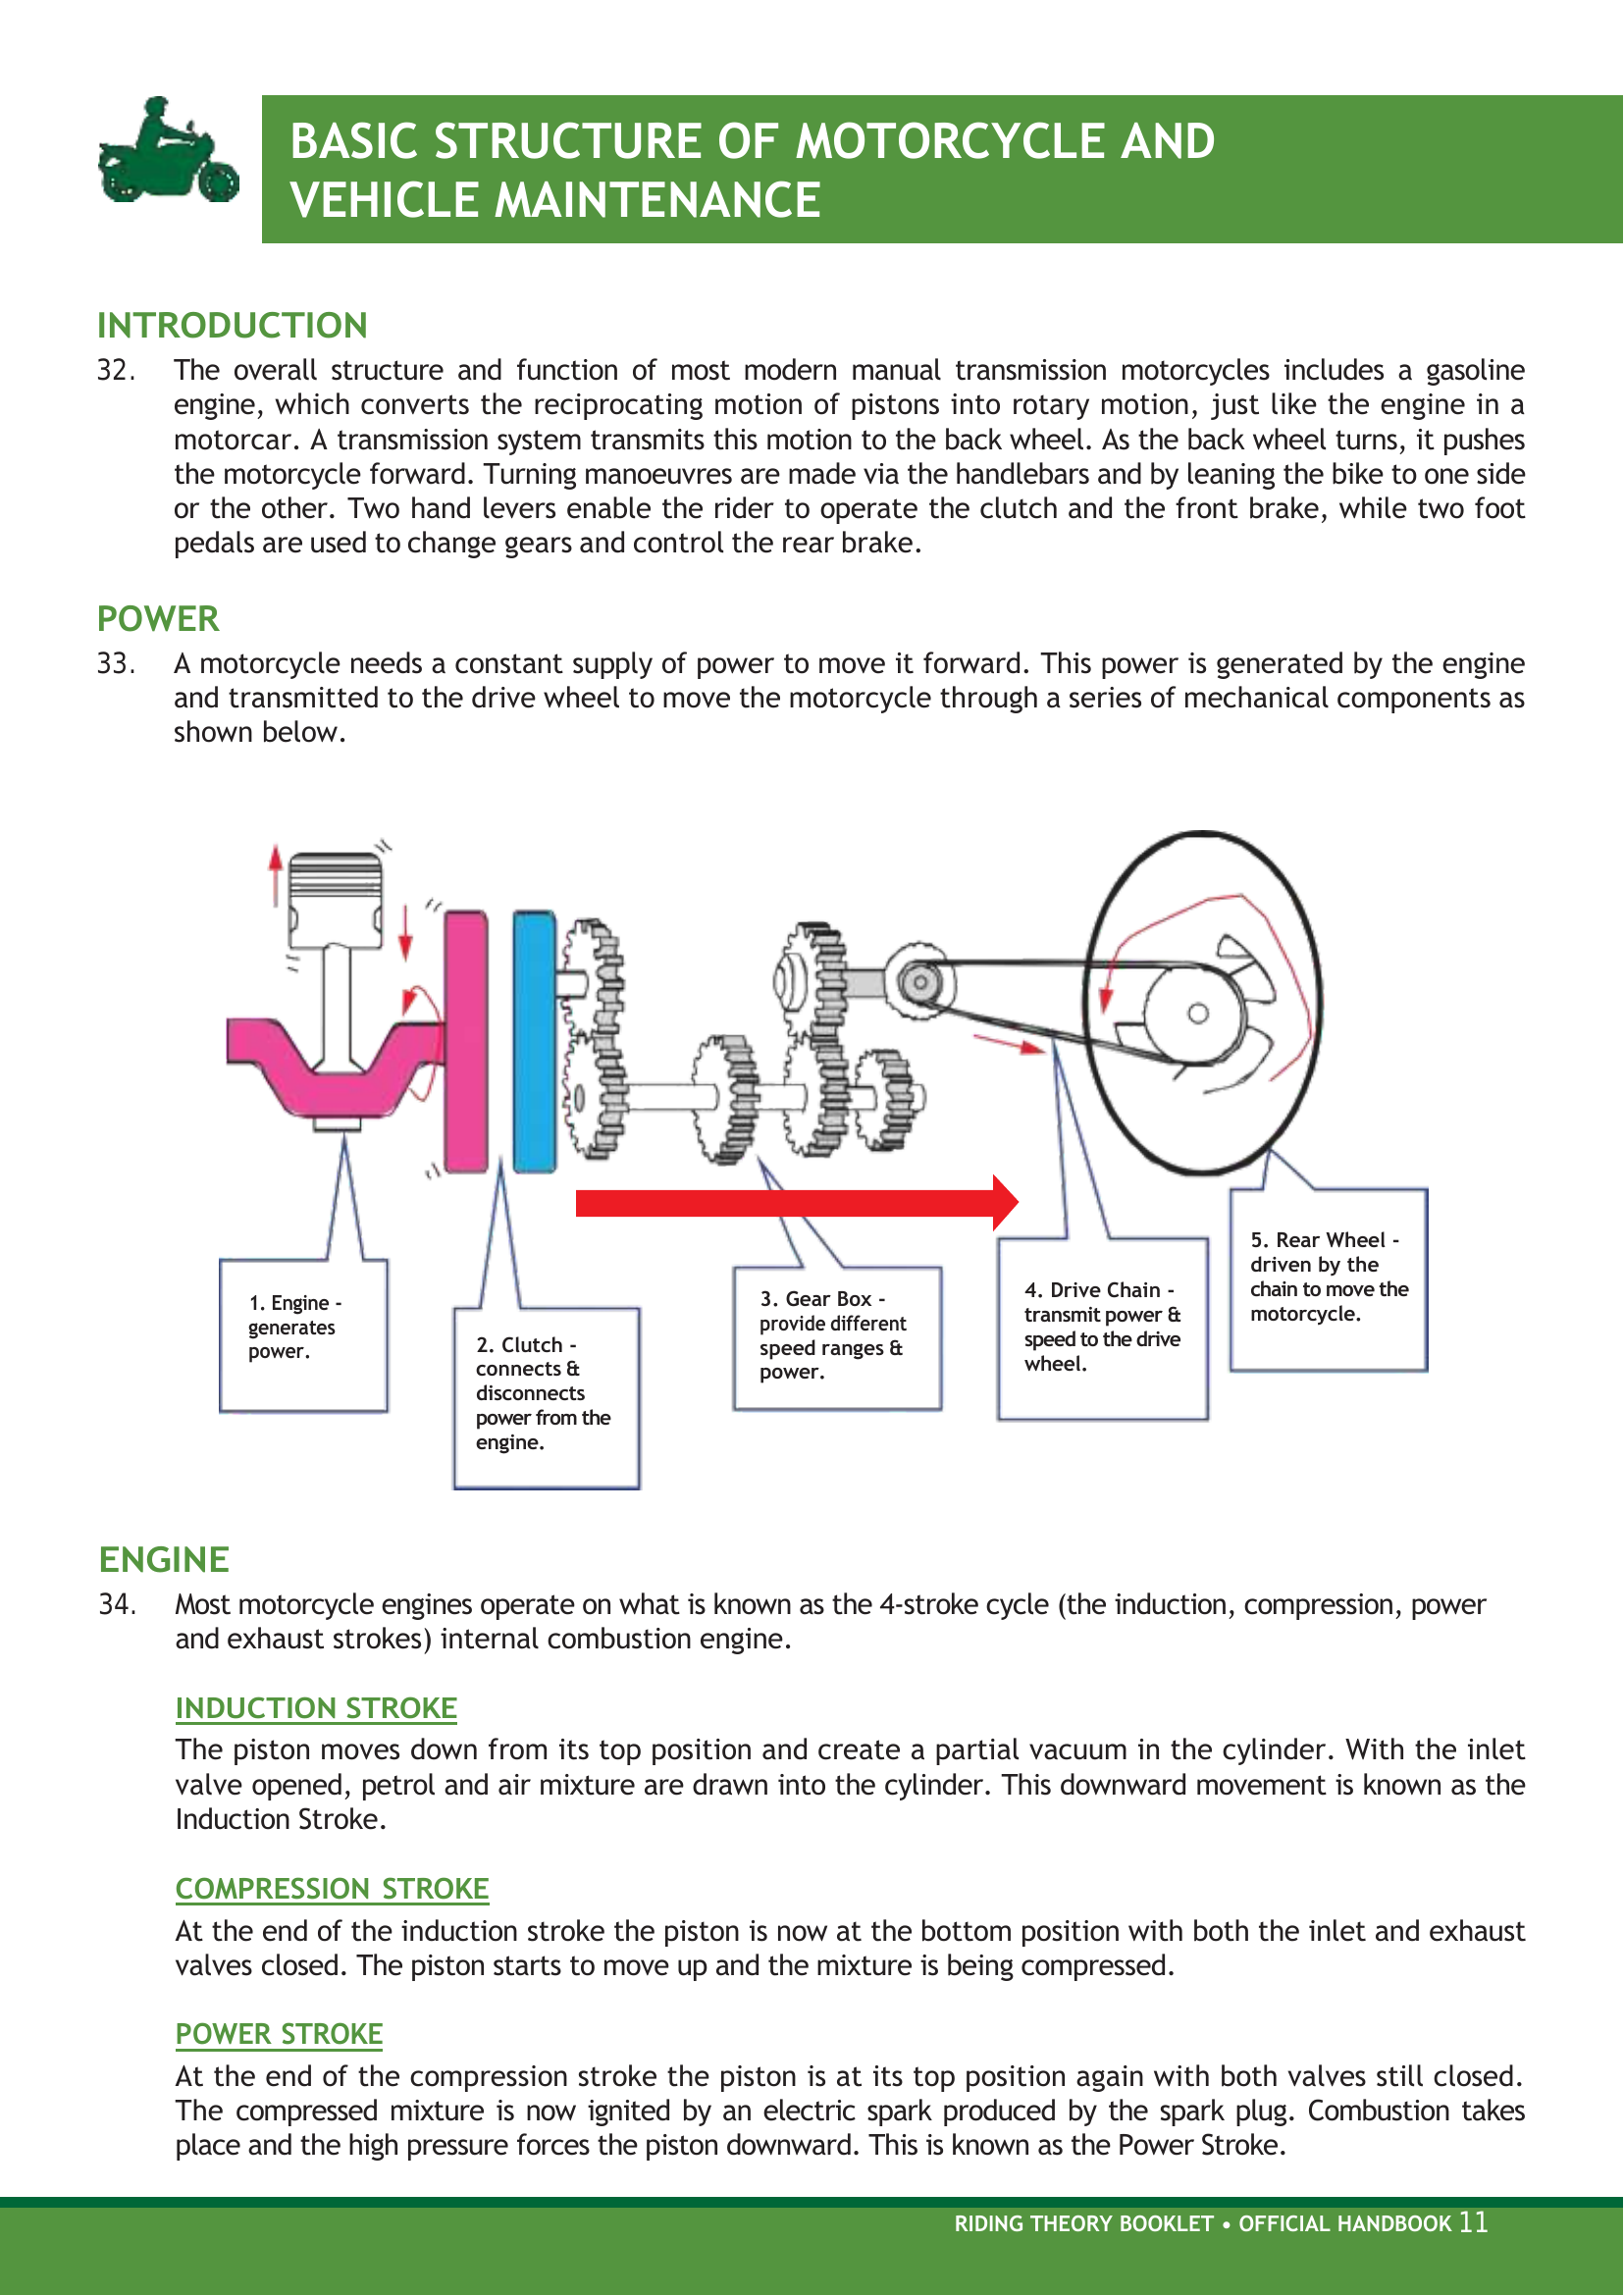 BASIC STRUCTURE OF MOTORCYCLE AND
VEHICLE MAINTENANCE
INTRODUCTION
32. The overall structure and function of most modern manual transmission motorcycles includes a gasoline
engine, which converts the reciprocating motion of pistons into rotary motion, just like the engine in a
motorcar. A transmission system transmits this motion to the back wheel. As the back wheel turns, it pushes
the motorcycle forward. Turning manoeuvres are made via the handlebars and by leaning the bike to one side
or the other. Two hand levers enable the rider to operate the clutch and the front brake, while two foot
pedals are used to change gears and control the rear brake.
POWER
33. A motorcycle needs a constant supply of power to move it forward. This power is generated by the engine
and transmitted to the drive wheel to move the motorcycle through a series of mechanical components as
shown below.
1. Engine -
generates
power.
2. Clutch -
connects &
disconnects
power from the
engine.
3. Gear Box -
provide different
speed ranges &
power.
4. Drive Chain -
transmit power &
speed to the drive
wheel.
5. Rear Wheel -
driven by the
chain to move the
motorcycle.
ENGINE
34. Most motorcycle engines operate on what is known as the 4-stroke cycle (the induction, compression, power
and exhaust strokes) internal combustion engine.
INDUCTION STROKE
The piston moves down from its top position and create a partial vacuum in the cylinder. With the inlet
valve opened, petrol and air mixture are drawn into the cylinder. This downward movement is known as the
Induction Stroke.
COMPRESSION STROKE
At the end of the induction stroke the piston is now at the bottom position with both the inlet and exhaust
valves closed. The piston starts to move up and the mixture is being compressed.
POWER STROKE
At the end of the compression stroke the piston is at its top position again with both valves still closed.
The compressed mixture is now ignited by an electric spark produced by the spark plug. Combustion takes
place and the high pressure forces the piston downward. This is known as the Power Stroke.
RIDING THEORY BOOKLET • OFFICIAL HANDBOOK 11